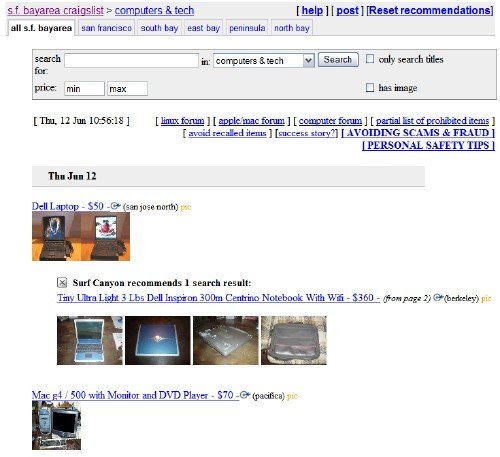 s.f. bayarea craigslist > computers & tech [ help ] [ post ] [Reset recommendations]
all s.f. bayarea san francisco south bay east bay peninsula north bay
search for: in: computers & tech Search only search titles
price: min max has image
[ Thu, 12 Jun 10:56:18 ] [ linux forum ] [ apple/mac forum ] [ computer forum ] [ partial list of prohibited items ]
[ avoid recalled items ] [success story?] [ AVOIDING SCAMS & FRAUD ]
[ PERSONAL SAFETY TIPS ]
Thu Jun 12
Dell Laptop - $50 - (san jose north) pic
Surf Canyon recommends 1 search result:
Tiny Ultra Light 3 Lbs Dell Inspiron 300m Centrino Notebook With Wifi - $360 - (from page 2) (berkeley) pic
Mac g4 / 500 with Monitor and DVD Player - $70 - (pacifica) pic